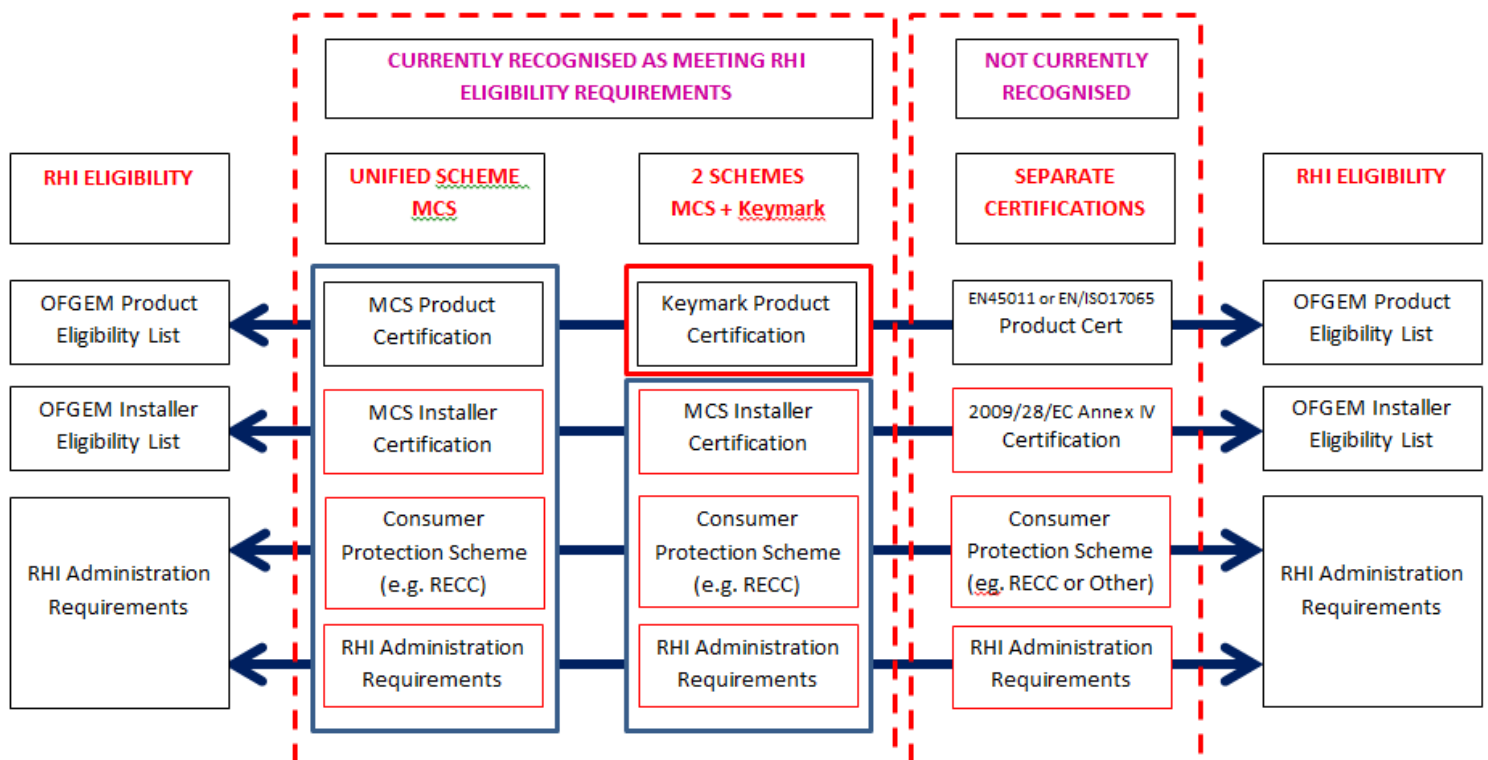 CURRENTLY RECOGNISED AS MEETING RHI
ELIGIBILITY REQUIREMENTS
NOT CURRENTLY
RECOGNISED
RHI ELIGIBILITY
UNIFIED SCHEME
MCS
2 SCHEMES
MCS + Keymark
SEPARATE
CERTIFICATIONS
RHI ELIGIBILITY
OFGEM Product
Eligibility List
MCS Product
Certification
Keymark Product
Certification
EN45011 or EN/ISO17065
Product Cert
OFGEM Product
Eligibility List
OFGEM Installer
Eligibility List
MCS Installer
Certification
MCS Installer
Certification
2009/28/EC Annex IV
Certification
OFGEM Installer
Eligibility List
RHI Administration
Requirements
Consumer
Protection Scheme
(e.g. RECC)
Consumer
Protection Scheme
(e.g. RECC)
Consumer
Protection Scheme
(eg. RECC or Other)
RHI Administration
Requirements
RHI Administration
Requirements
RHI Administration
Requirements
RHI Administration
Requirements